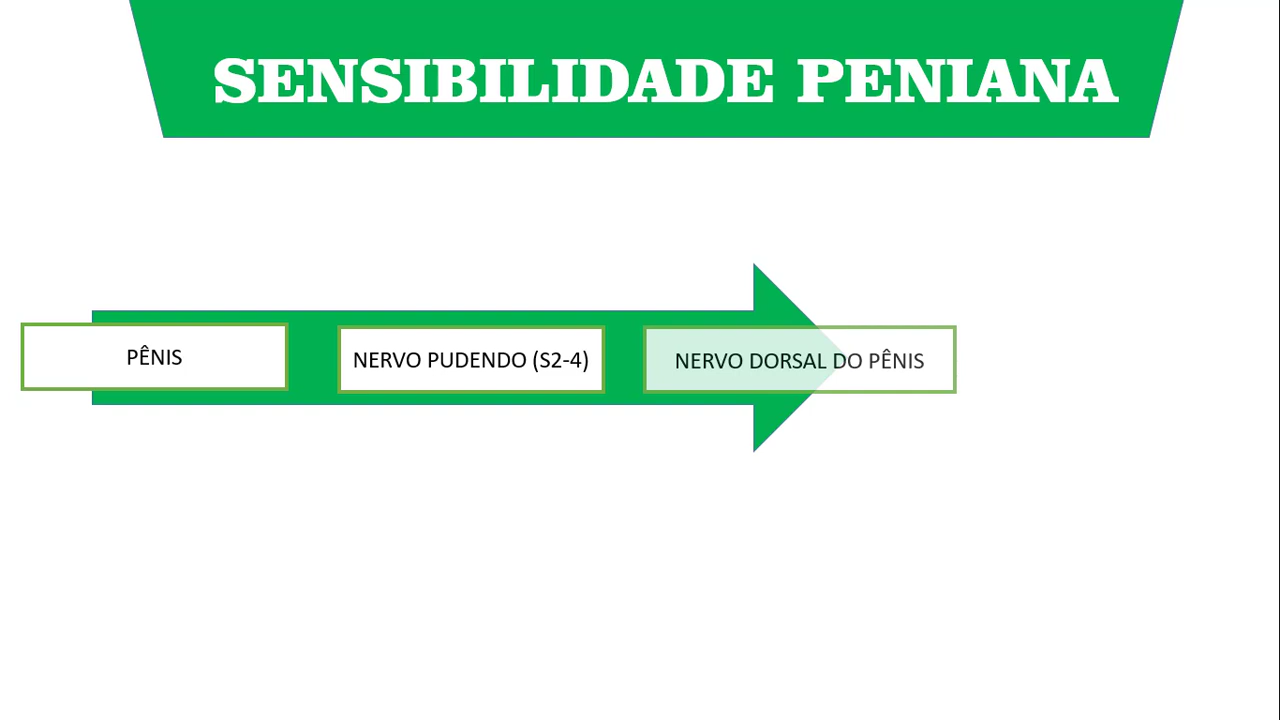 SENSIBILIDADE PENIANA
PÊNIS
NERVO PUDENDO (S2-4)
NERVO DORSAL DO PÊNIS